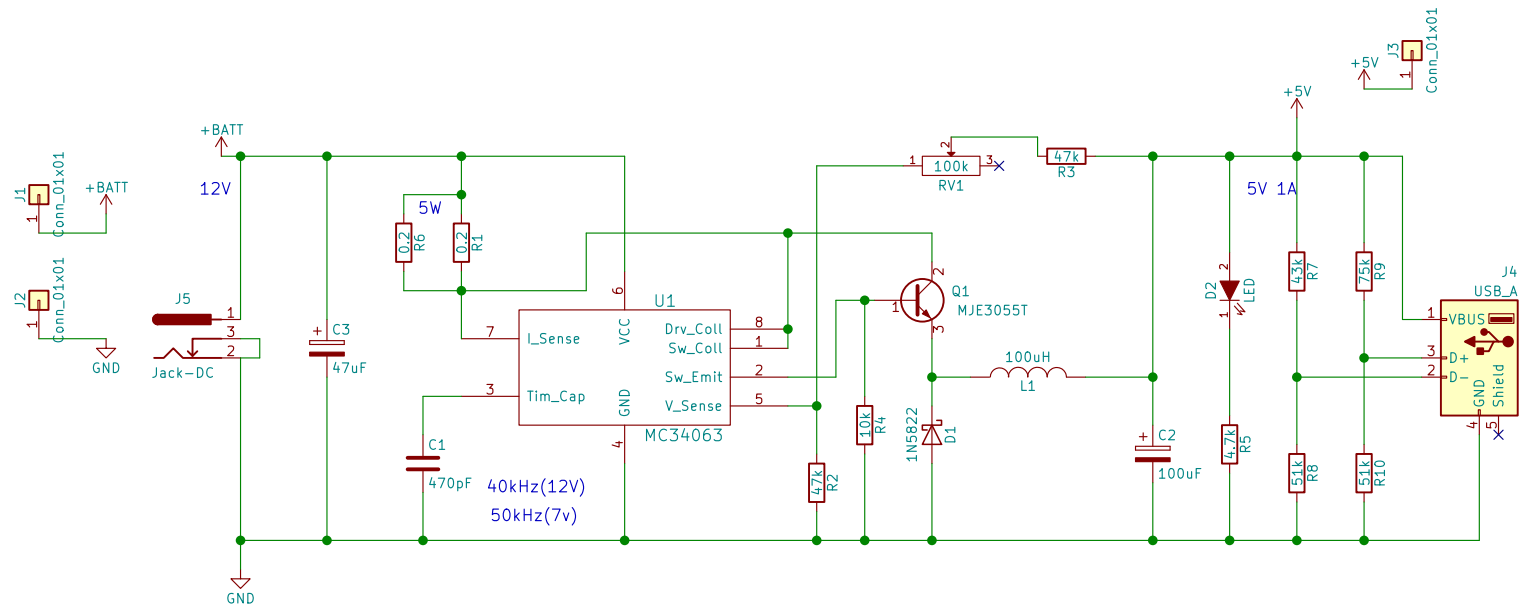 J1
Conn_01x01
1
+BATT
J2
Conn_01x01
1
GND
+BATT
12V
J5
1
3
2
Jack-DC
GND
+
C3
47uF
5W
0.2
R6
0.2
R1
7
I_Sense
3
Tim_Cap
6
VCC
U1
Drv_Coll
8
Sw_Coll
1
Sw_Emit
2
V_Sense
5
GND
4
MC34063
C1
470pF
40kHz(12V)
50kHz(7v)
47k
R2
10k
R4
1
2
3
100k
RV1
47k
R3
1
2
3
Q1
MJE3055T
1N5822
D1
100uH
L1
+
C2
100uF
2
1
D2
LED
4.7k
R5
+5V
5V 1A
43k
R7
51k
R8
75k
R9
51k
R10
+5V
J3
Conn_01x01
1
J4
USB_A
1
VBUS
3
D+
2
D-
GND
4
Shield
5